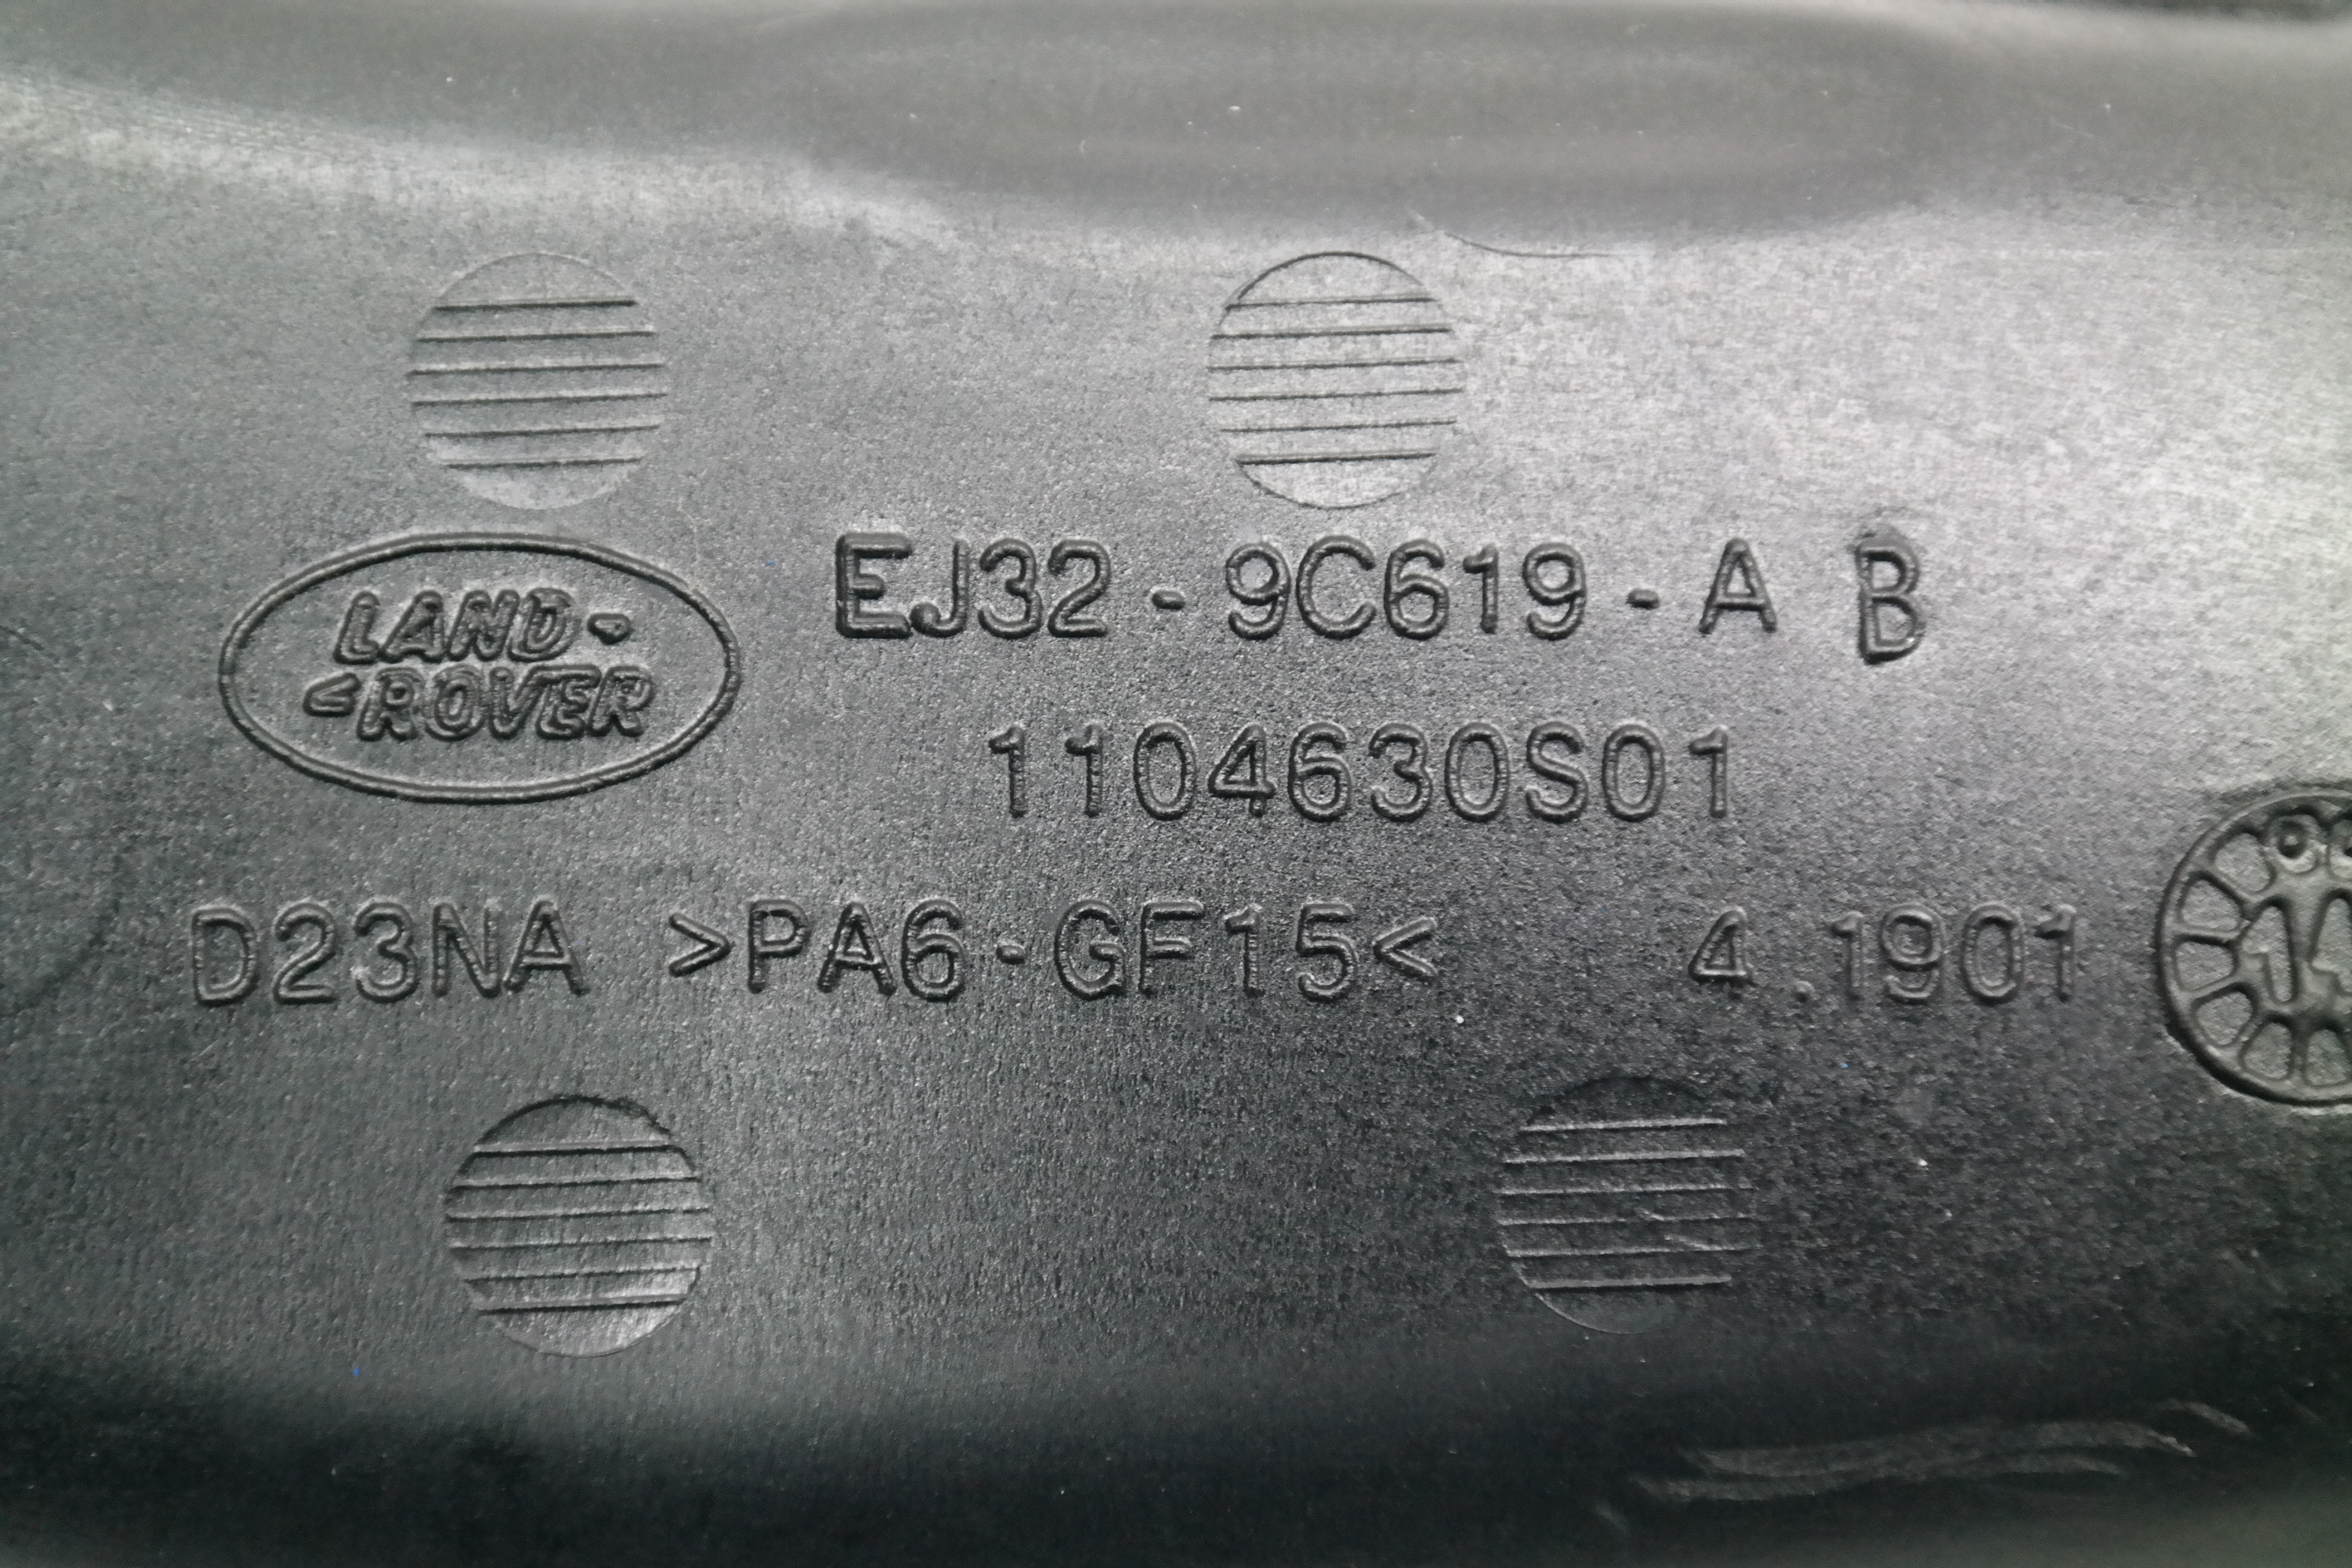 LAND-
<ROVER
EJ32-9C619-A B
1104630S01
D23NA >PA6-GF15< 4.1901